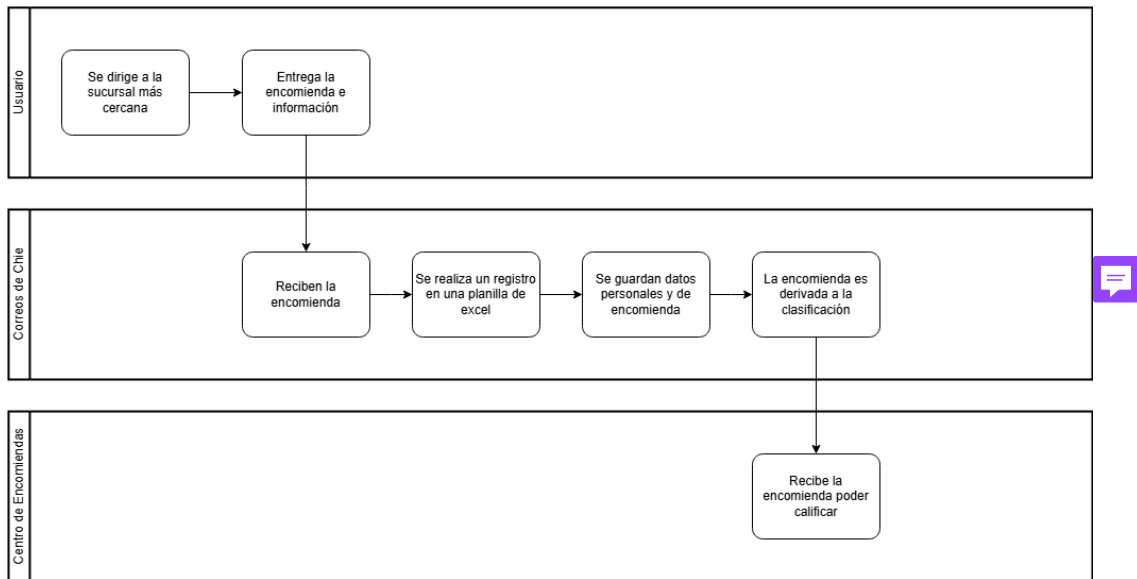 Usuario
Se dirige a la
sucursal más
cercana
Entrega la
encomienda e
información
Correos de Chie
Reciben la
encomienda
Se realiza un registro
en una planilla de
excel
Se guardan datos
personales y de
encomienda
La encomienda es
derivada a la
clasificación
Centro de Encomiendas
Recibe la
encomienda poder
calificar